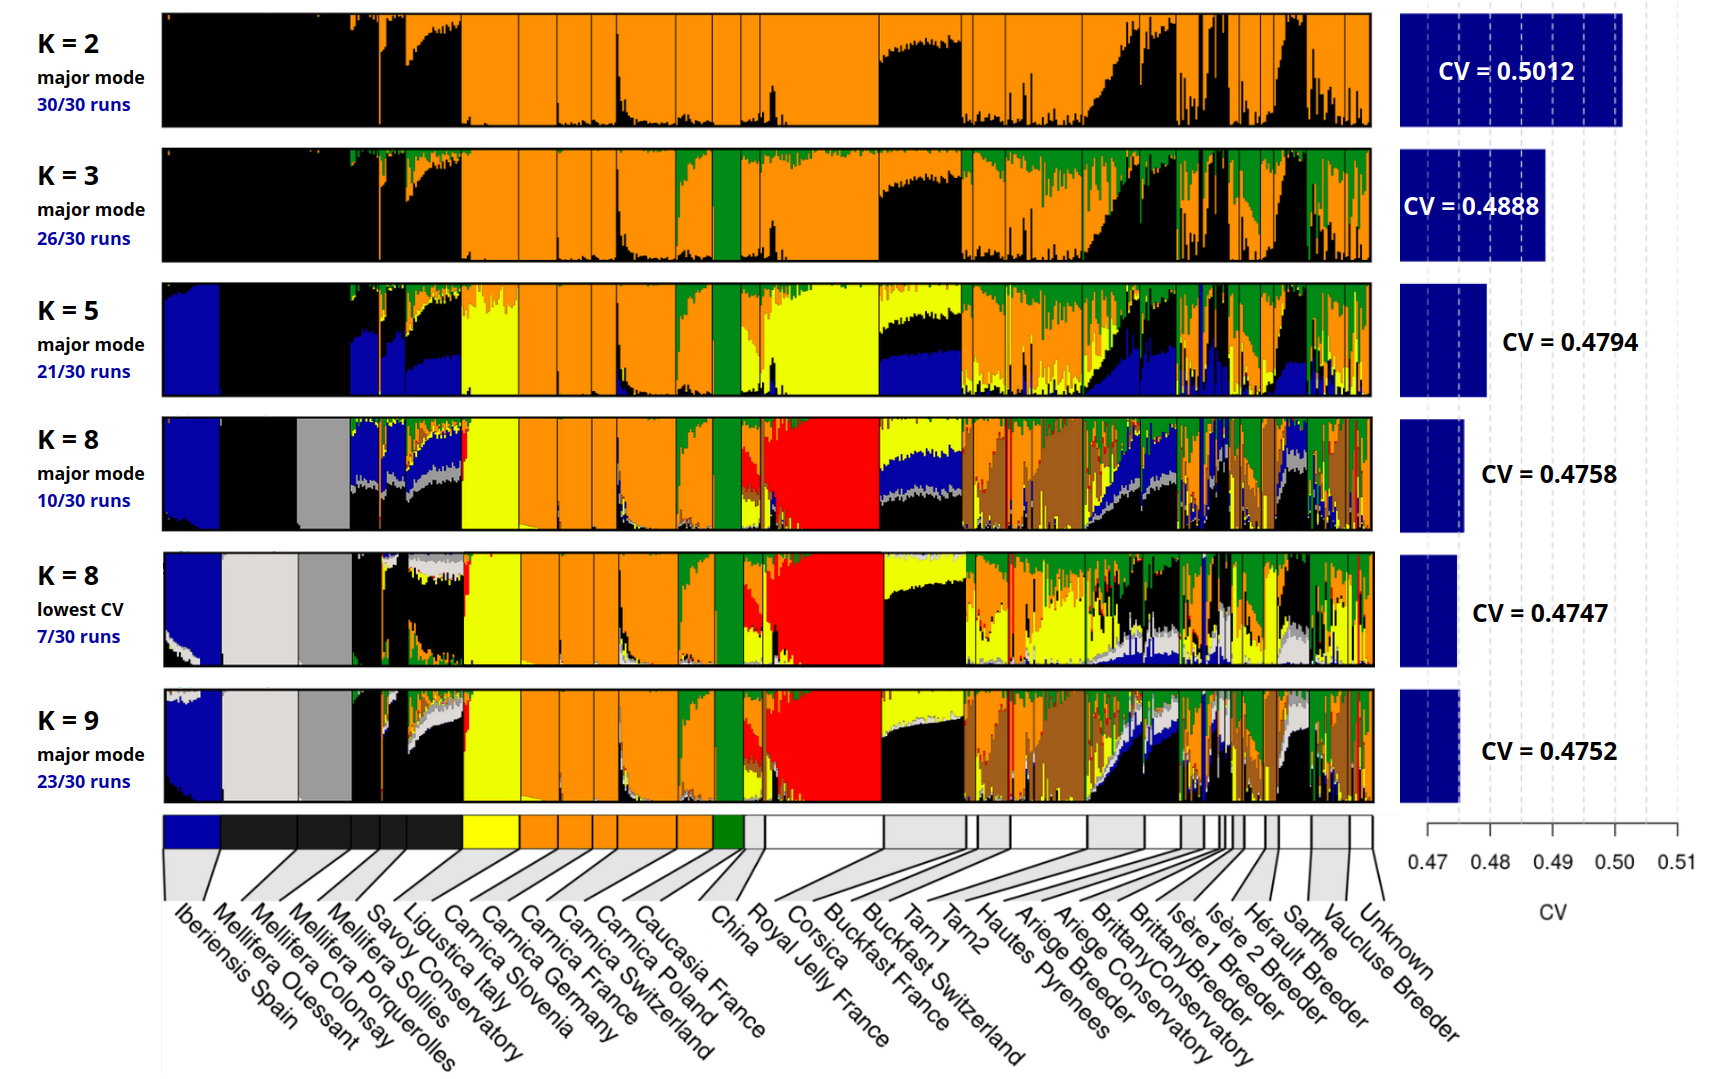 K = 2
major mode
30/30 runs
CV = 0.5012
K = 3
major mode
26/30 runs
CV = 0.4888
K = 5
major mode
21/30 runs
CV = 0.4794
K = 8
major mode
10/30 runs
CV = 0.4758
K = 8
lowest CV
7/30 runs
CV = 0.4747
K = 9
major mode
23/30 runs
CV = 0.4752
0.47 0.48 0.49 0.50 0.51
CV
Iberiensis Spain
Mellifera Ouessant
Mellifera Colonsay
Mellifera Porquerolles
Mellifera Sollies
Savoy Conservatory
Ligustica Italy
Carnica Slovenia
Carnica Germany
Carnica France
Carnica Switzerland
Carnica Poland
Caucasia France
China
Royal Jelly France
Corsica
Buckfast France
Buckfast Switzerland
Tarn1
Tarn2
Hautes Pyrenees
Ariege Breeder
Ariege Conservatory
BrittanyConservatory
BrittanyBreeder
Isère1 Breeder
Isère 2 Breeder
Hérault Breeder
Sarthe
Vaucluse Breeder
Unknown